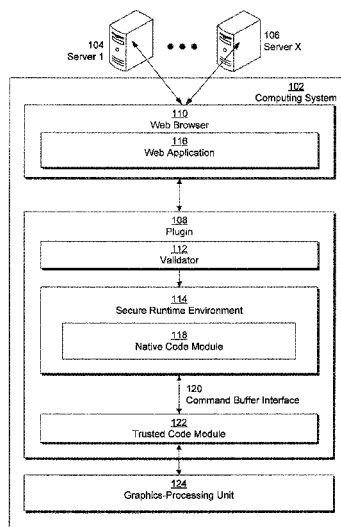 104
Server 1
106
Server X
102
Computing System
110
Web Browser
116
Web Application
108
Plugin
112
Validator
114
Secure Runtime Environment
118
Native Code Module
120
Command Buffer Interface
122
Trusted Code Module
124
Graphics-Processing Unit